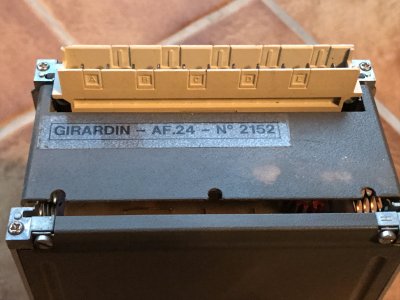 A B C D E
GIRARDIN - AF.24 - N° 2152